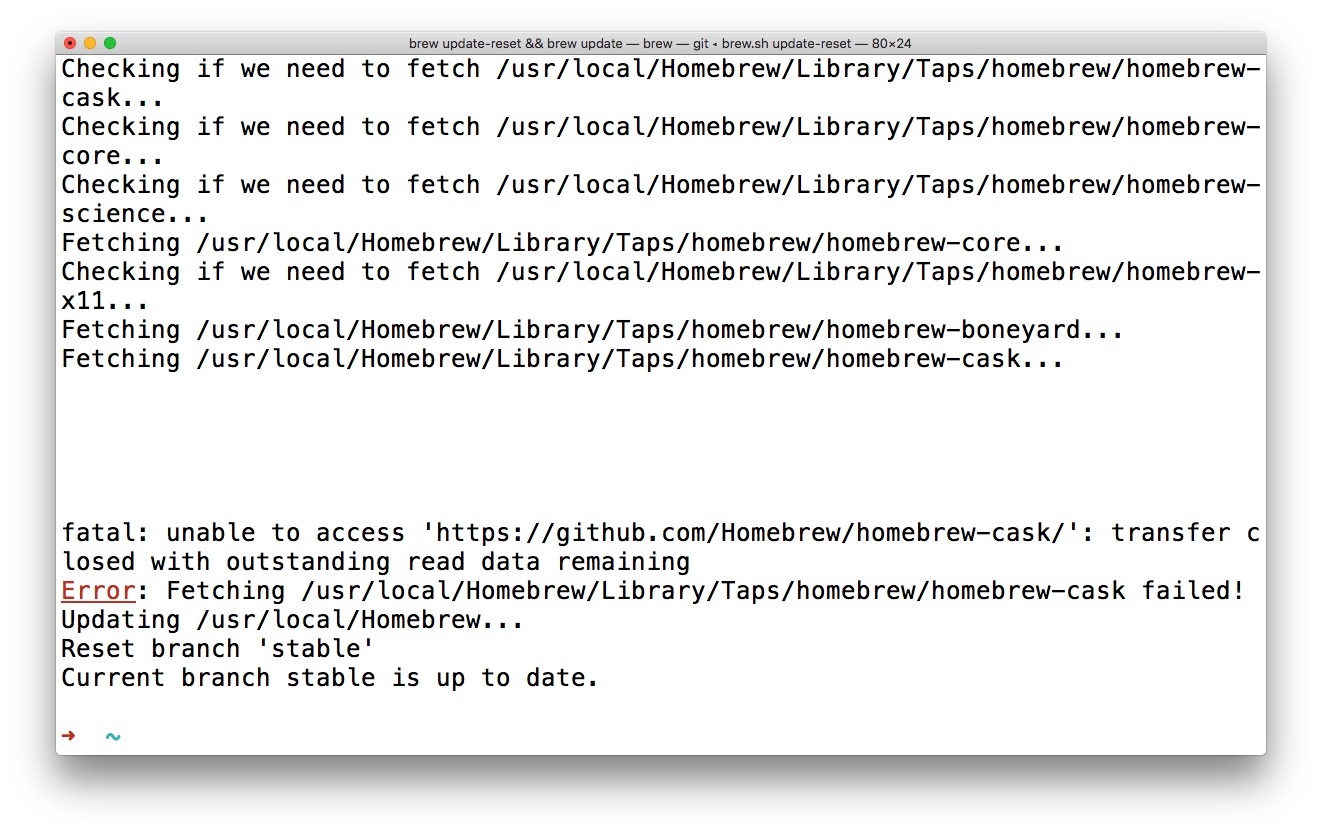 brew update-reset && brew update — brew — git ◂ brew.sh update-reset — 80×24
Checking if we need to fetch /usr/local/Homebrew/Library/Taps/homebrew/homebrew-
cask...
Checking if we need to fetch /usr/local/Homebrew/Library/Taps/homebrew/homebrew-
core...
Checking if we need to fetch /usr/local/Homebrew/Library/Taps/homebrew/homebrew-
science...
Fetching /usr/local/Homebrew/Library/Taps/homebrew/homebrew-core...
Checking if we need to fetch /usr/local/Homebrew/Library/Taps/homebrew/homebrew-
x11...
Fetching /usr/local/Homebrew/Library/Taps/homebrew/homebrew-boneyard...
Fetching /usr/local/Homebrew/Library/Taps/homebrew/homebrew-cask...
fatal: unable to access 'https://github.com/Homebrew/homebrew-cask/': transfer c
losed with outstanding read data remaining
Error: Fetching /usr/local/Homebrew/Library/Taps/homebrew/homebrew-cask failed!
Updating /usr/local/Homebrew...
Reset branch 'stable'
Current branch stable is up to date.
➜ ~